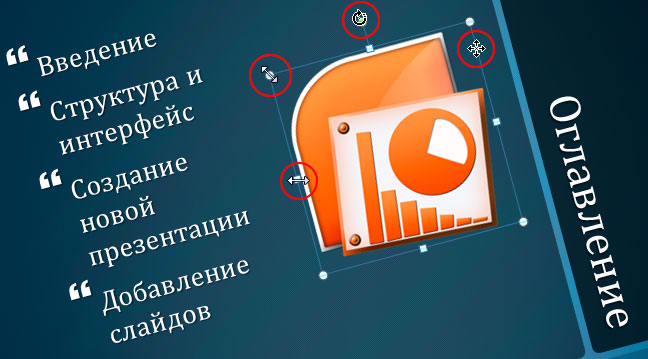 Введение
Структура и
интерфейс
Создание
новой
презентации
Добавление
слайдов
Оглавление